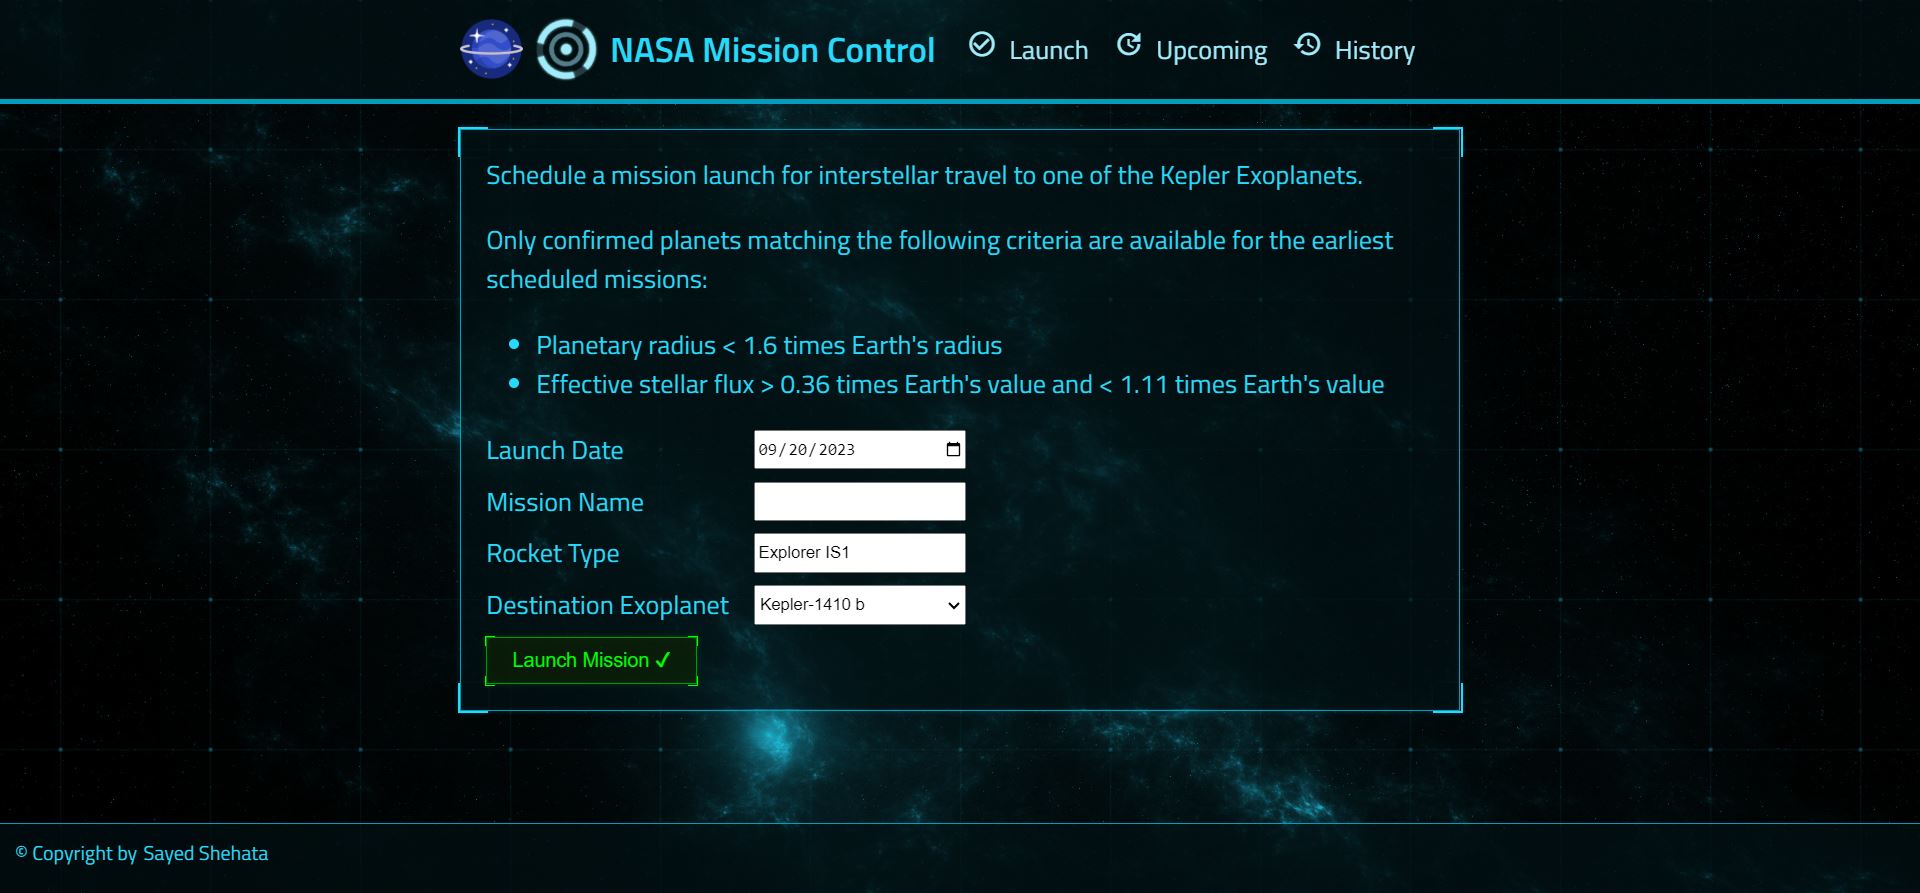 NASA Mission Control Launch Upcoming History
Schedule a mission launch for interstellar travel to one of the Kepler Exoplanets.
Only confirmed planets matching the following criteria are available for the earliest
scheduled missions:
• Planetary radius < 1.6 times Earth's radius
• Effective stellar flux > 0.36 times Earth's value and < 1.11 times Earth's value
Launch Date 09/20/2023
Mission Name
Rocket Type Explorer IS1
Destination Exoplanet Kepler-1410 b
Launch Mission ✓
© Copyright by Sayed Shehata